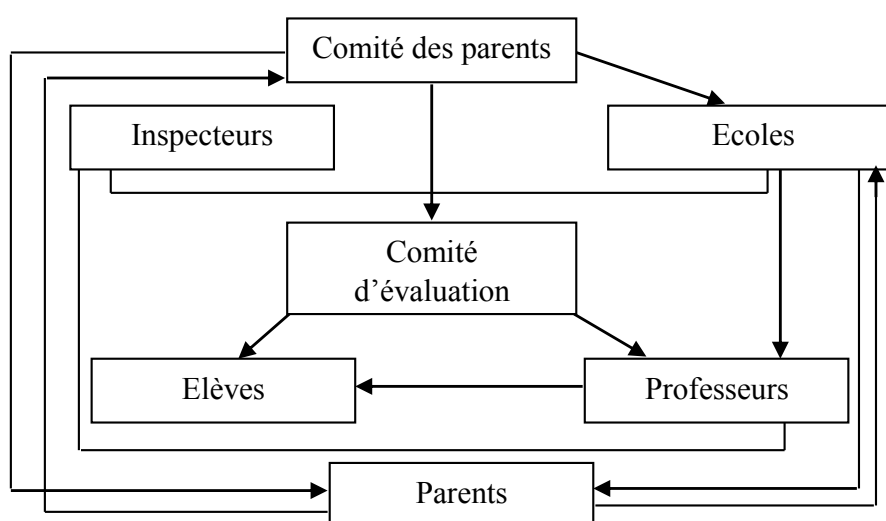 Comité des parents
Inspecteurs
Ecoles
Comité
d’évaluation
Elèves
Professeurs
Parents